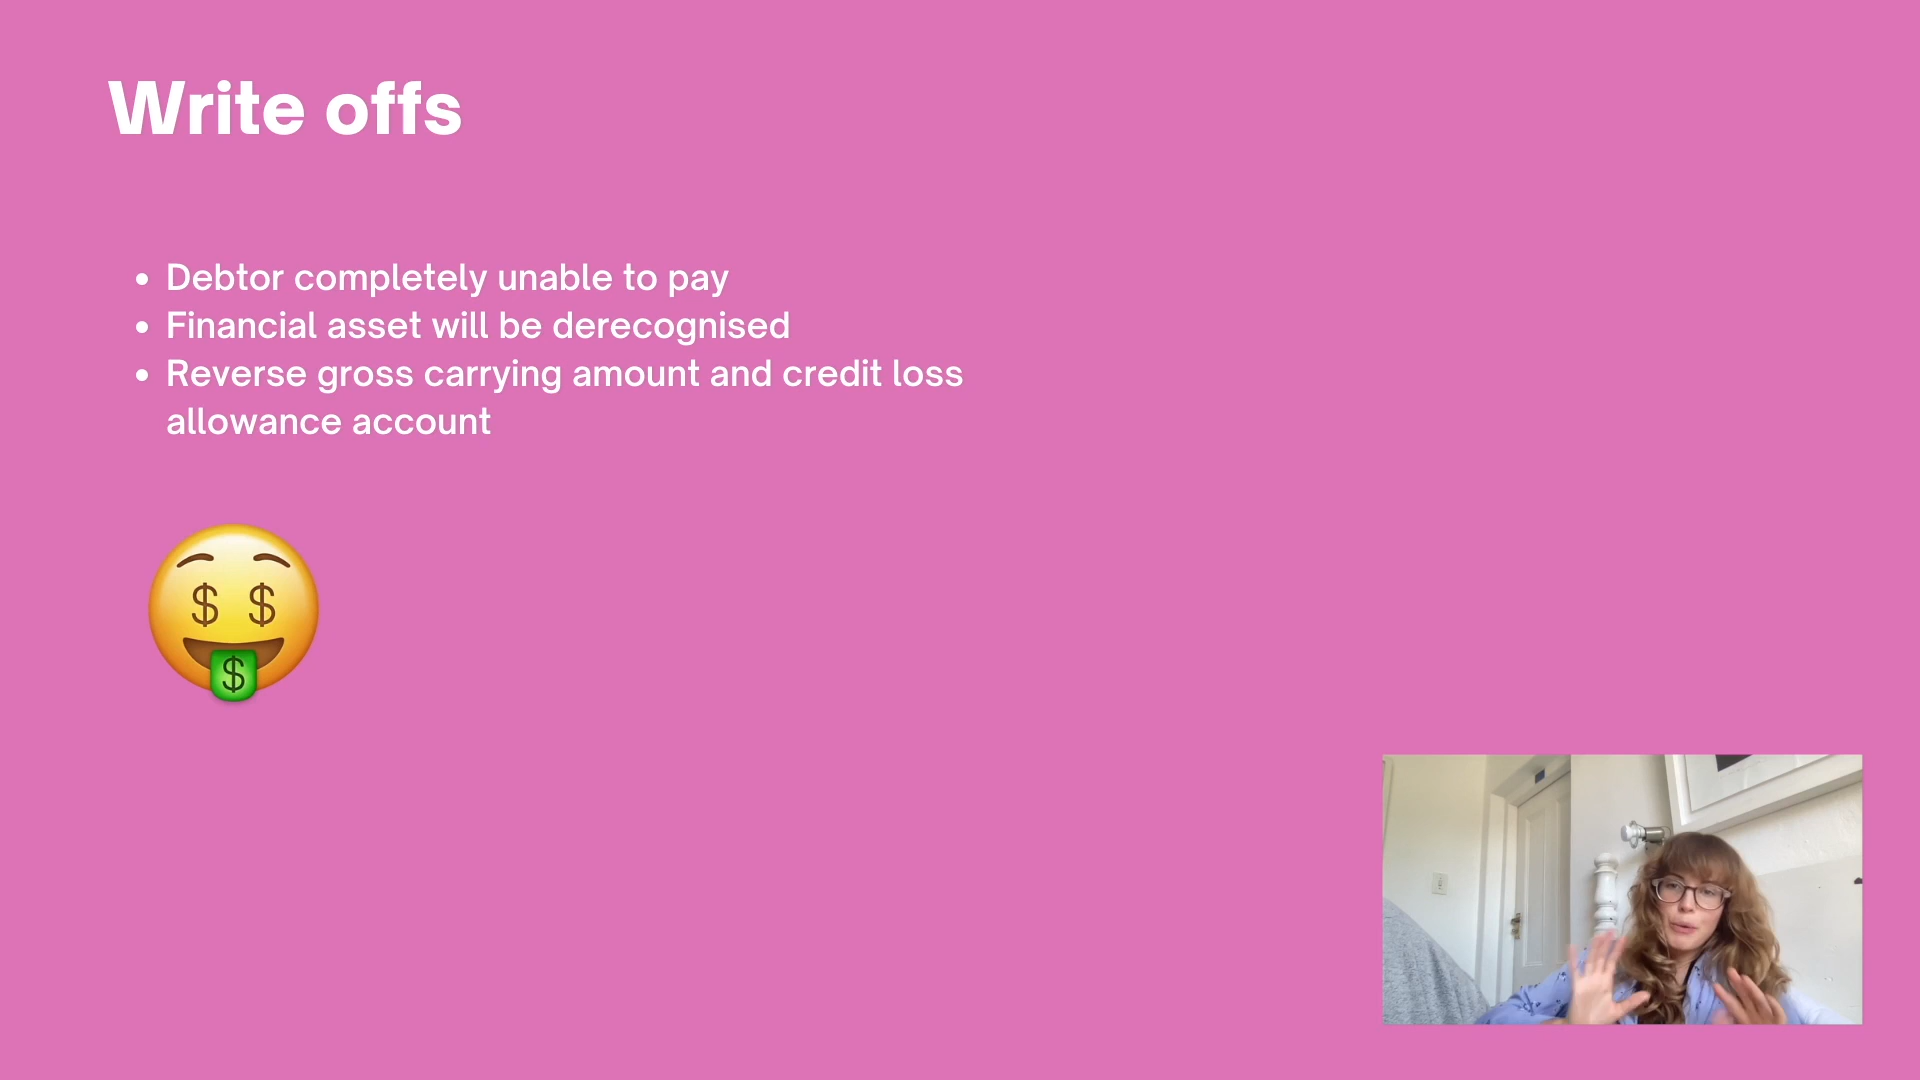 Write offs
• Debtor completely unable to pay
• Financial asset will be derecognised
• Reverse gross carrying amount and credit loss
allowance account
$ $
$